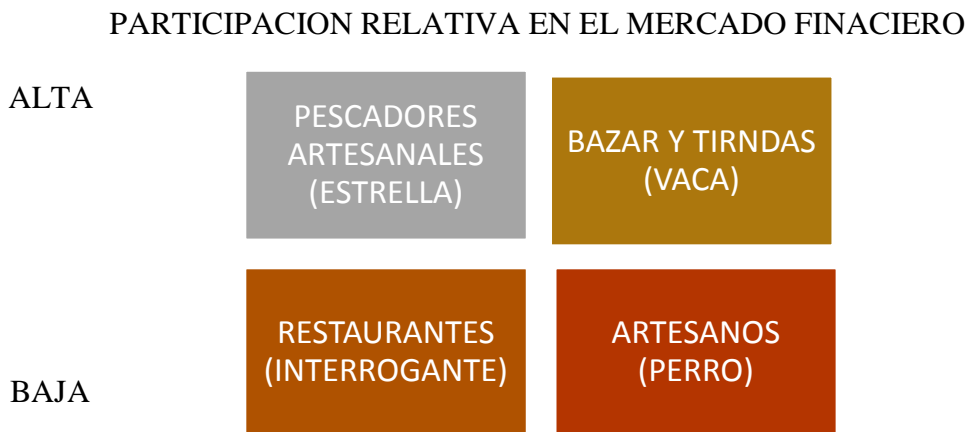 PARTICIPACION RELATIVA EN EL MERCADO FINACIERO
ALTA
PESCADORES
ARTESANALES
(ESTRELLA)
BAZAR Y TIRNDAS
(VACA)
RESTAURANTES
(INTERROGANTE)
ARTESANOS
(PERRO)
BAJA